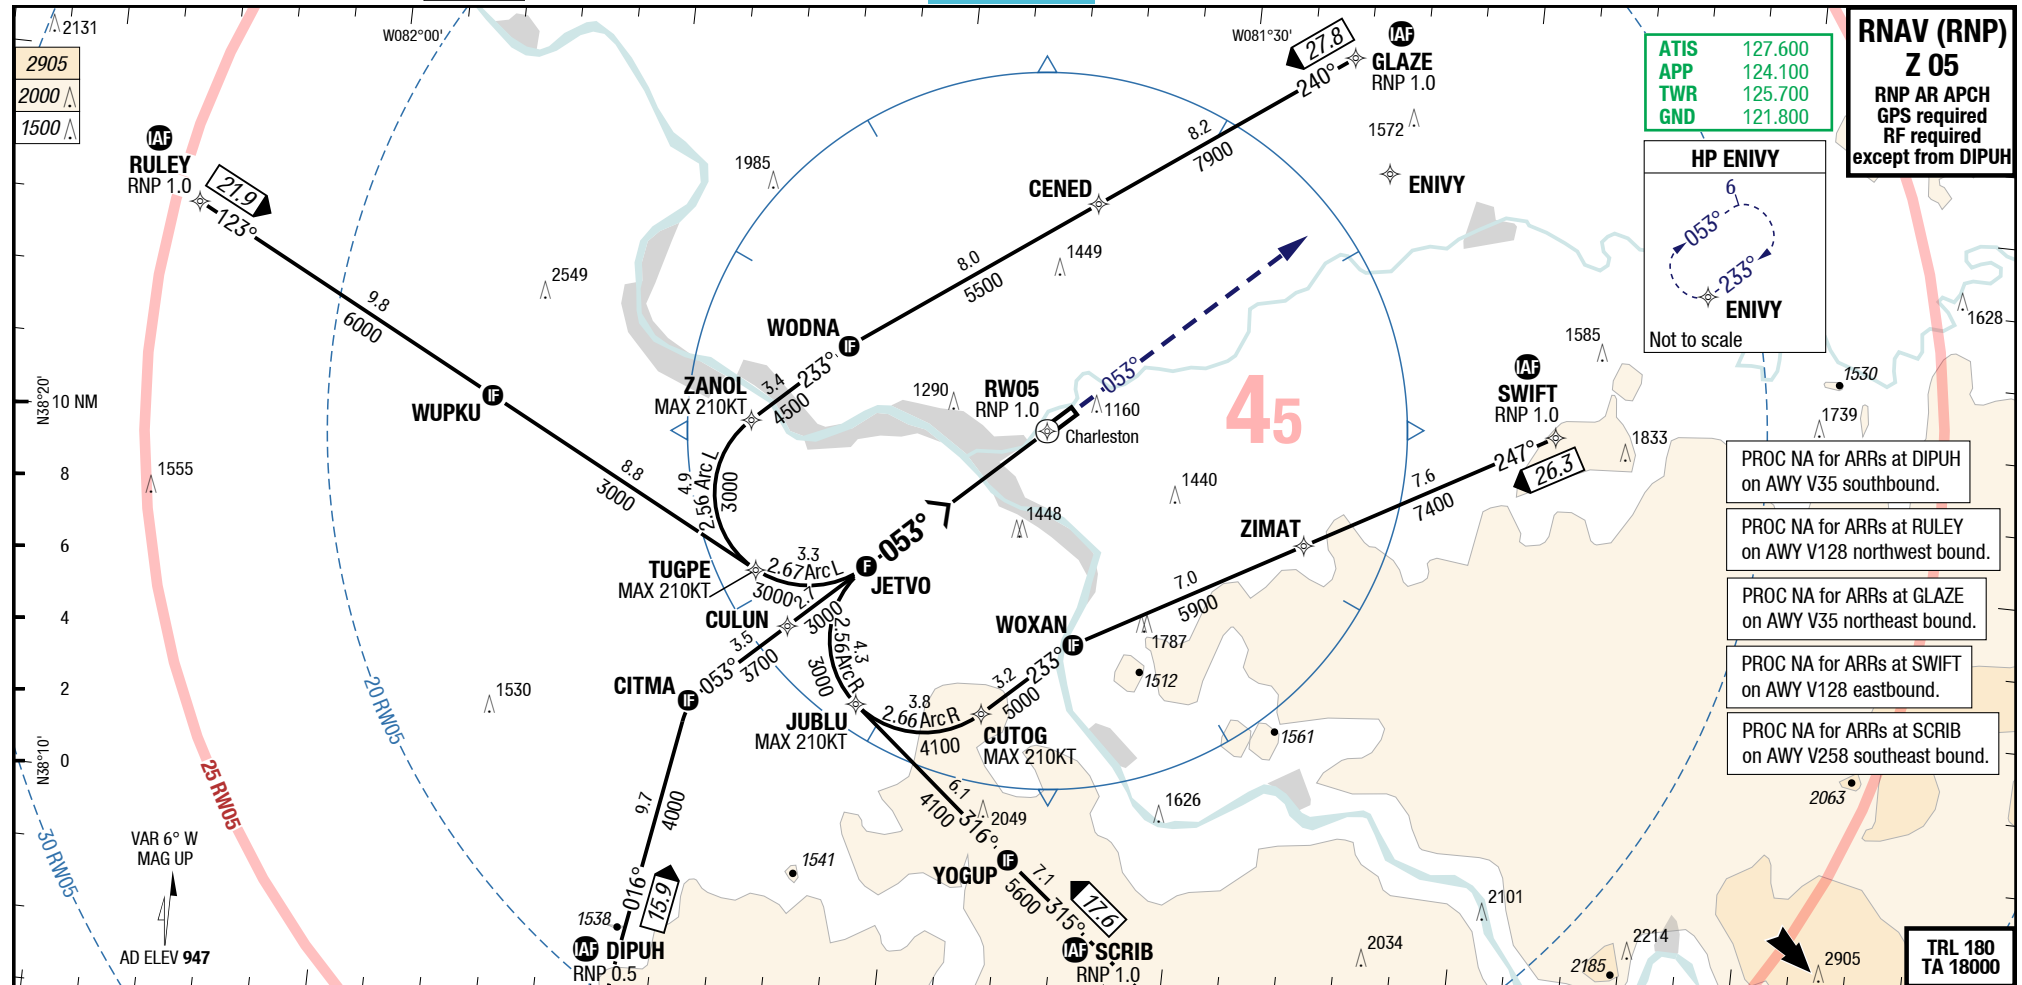 2131
W082°00'
W081°30'
27.8
IAF
GLAZE
RNP 1.0
240°
ATIS 127.600
APP 124.100
TWR 125.700
GND 121.800
RNAV (RNP)
Z 05
RNP AR APCH
GPS required
RF required
except from DIPUH
2905
2000
1500
IAF
RULEY
RNP 1.0
21.9
123°
1985
8.2
7900
1572
CENED
ENIVY
HP ENIVY
6
053°
233°
ENIVY
Not to scale
2549
9.8
6000
8.0
5500
1449
WODNA
IF
233°
3.4
4500
ZANOL
MAX 210KT
1628
1585
1530
IAF
SWIFT
RNP 1.0
247°
26.3
1739
1833
N38°20'
10 NM
IF
WUPKU
1290
RW05
RNP 1.0
Charleston
053°
1160
45
8
1555
8.8
3000
4.9
2.56 Arc L
3000
1440
7.6
7400
PROC NA for ARRs at DIPUH
on AWY V35 southbound.
PROC NA for ARRs at RULEY
on AWY V128 northwest bound.
PROC NA for ARRs at GLAZE
on AWY V35 northeast bound.
PROC NA for ARRs at SWIFT
on AWY V128 eastbound.
PROC NA for ARRs at SCRIB
on AWY V258 southeast bound.
1448
053°
ZIMAT
6
TUGPE
MAX 210KT
3.3
2.67 Arc L
3000
F
JETVO
7.0
5900
4
CULUN
2.7
3000
3.5
3700
WOXAN
IF
1787
233°
3.2
5000
1512
4.3
2.56 Arc R
3000
2
1530
CITMA
IF
053°
20 RW05
JUBLU
MAX 210KT
3.8
2.66 Arc R
4100
CUTOG
MAX 210KT
1561
N38°10'
0
25 RW05
30 RW05
9.7
4000
6.1
4100
2049
316°
1626
2063
VAR 6° W
MAG UP
AD ELEV 947
1541
YOGUP
IF
7.1
5600
315°
17.6
016°
15.9
1538
IAF
DIPUH
RNP 0.5
IAF
SCRIB
RNP 1.0
2101
2034
2214
2185
2905
TRL 180
TA 18000